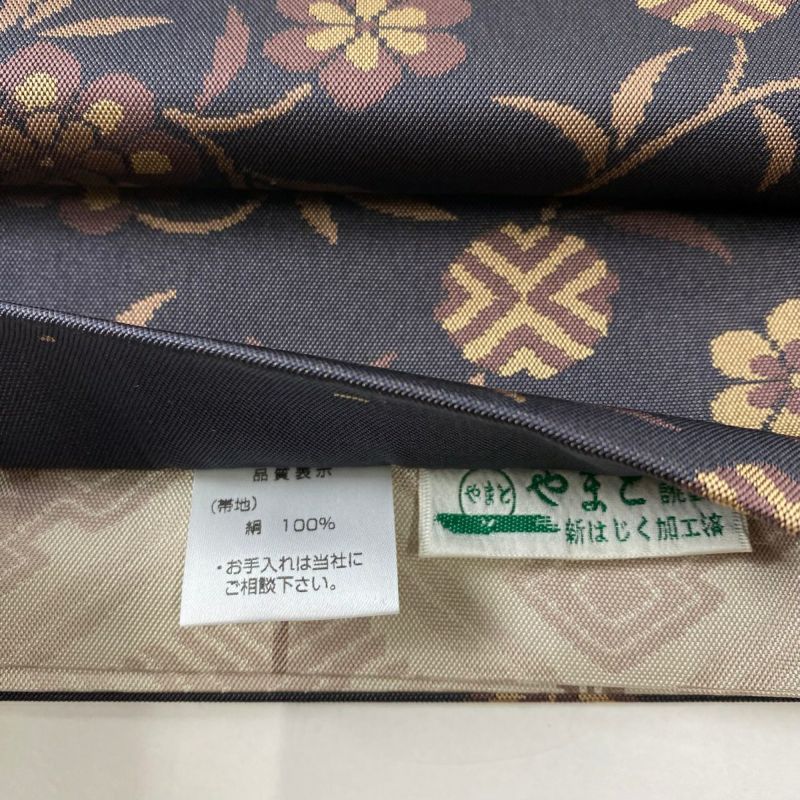 品質表示
(帯地)
絹 100%
・お手入れは当社に
ご相談下さい。
やまと
やまと
新はじく加工済